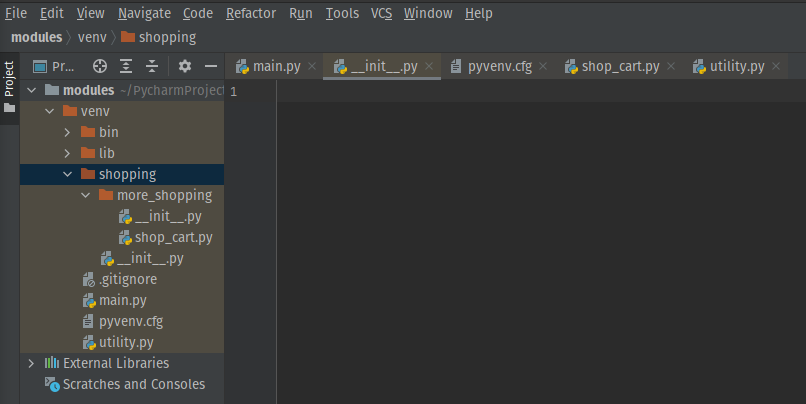 File Edit View Navigate Code Refactor Run Tools VCS Window Help
modules venv shopping
Project
Pr... main.py __init__.py pyvenv.cfg shop_cart.py utility.py
modules ~/PycharmProject
1
venv
bin
lib
shopping
more_shopping
__init__.py
shop_cart.py
__init__.py
.gitignore
main.py
pyvenv.cfg
utility.py
External Libraries
Scratches and Consoles